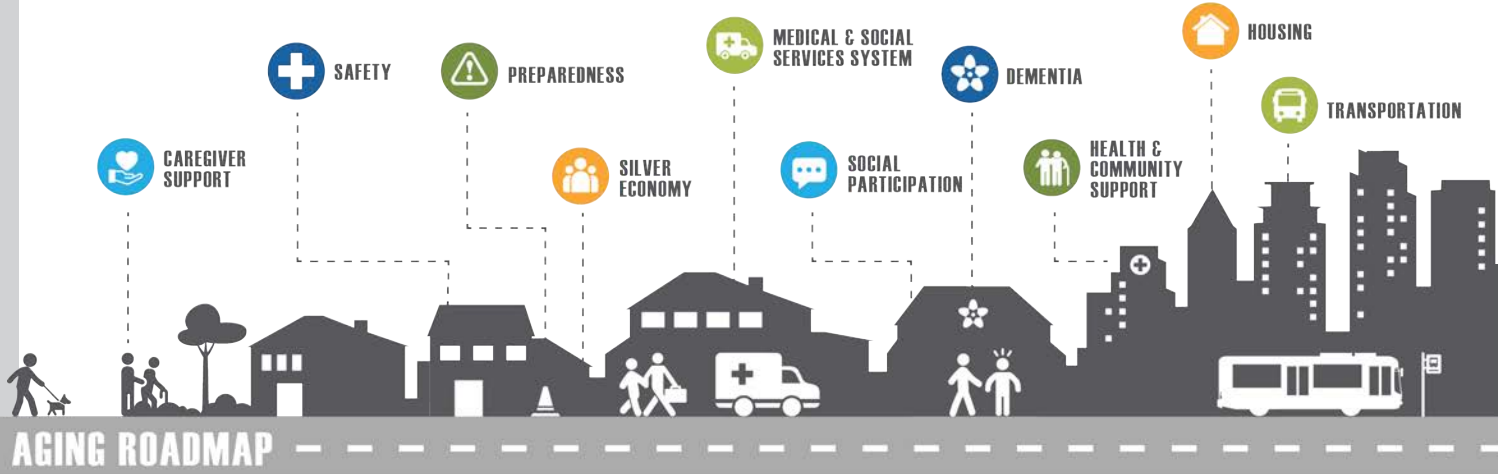 CAREGIVER
SUPPORT
SAFETY
PREPAREDNESS
SILVER
ECONOMY
MEDICAL & SOCIAL
SERVICES SYSTEM
SOCIAL
PARTICIPATION
DEMENTIA
HEALTH &
COMMUNITY
SUPPORT
HOUSING
TRANSPORTATION
AGING ROADMAP